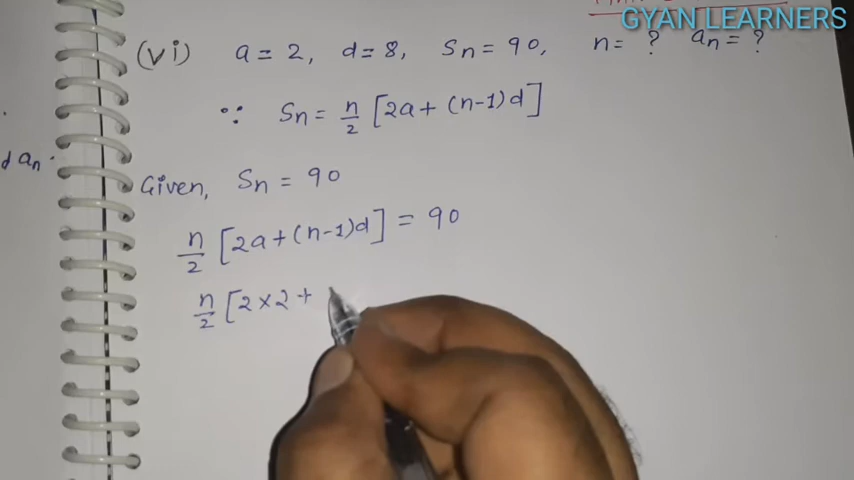 GYAN LEARNERS
(vi) a = 2, d = 8, Sn = 90, n = ? an = ?
∵ Sn = n/2 [2a + (n-1)d]
d an.
Given, Sn = 90
n/2 [2a + (n-1)d] = 90
n/2 [2 × 2 +